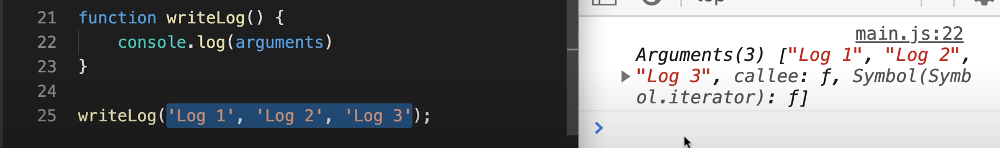 21 function writeLog() {
22 console.log(arguments)
23 }
24
25 writeLog('Log 1', 'Log 2', 'Log 3');
top
main.js:22
Arguments(3) ["Log 1", "Log 2",
"Log 3", callee: ƒ, Symbol(Symb
ol.iterator): ƒ]